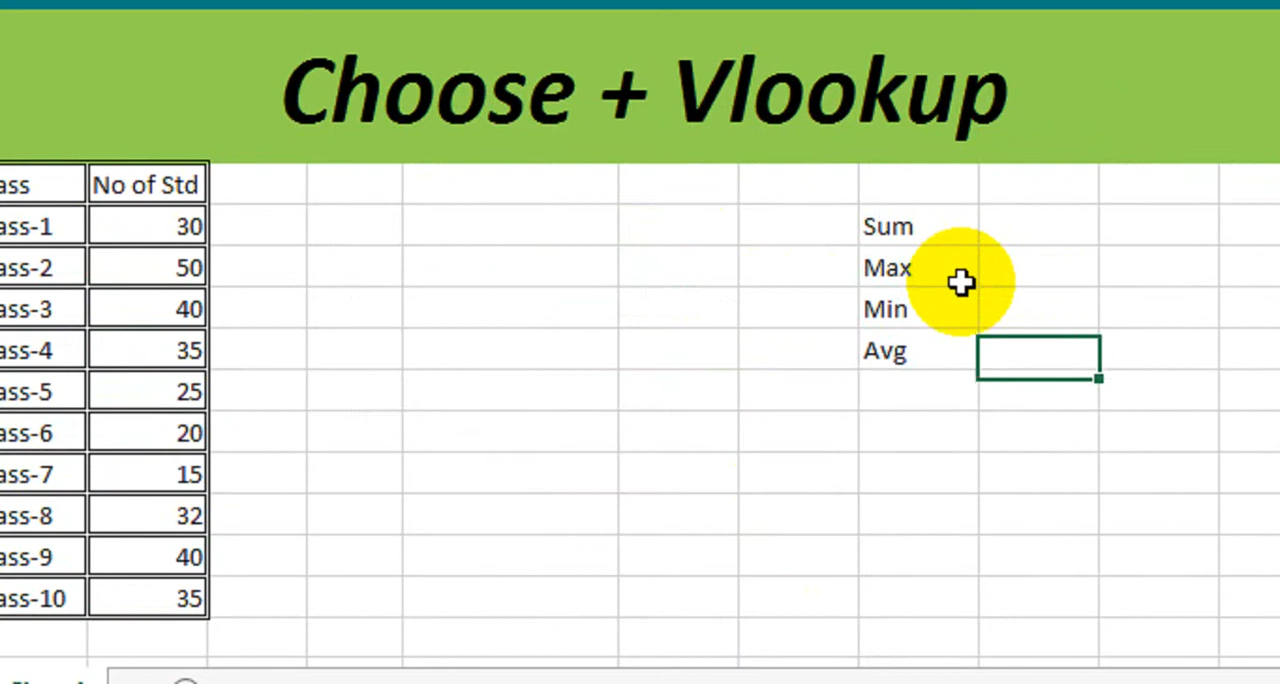 Choose + Vlookup
ass No of Std
ass-1 30 Sum
ass-2 50 Max
ass-3 40 Min
ass-4 35 Avg
ass-5 25
ass-6 20
ass-7 15
ass-8 32
ass-9 40
ass-10 35